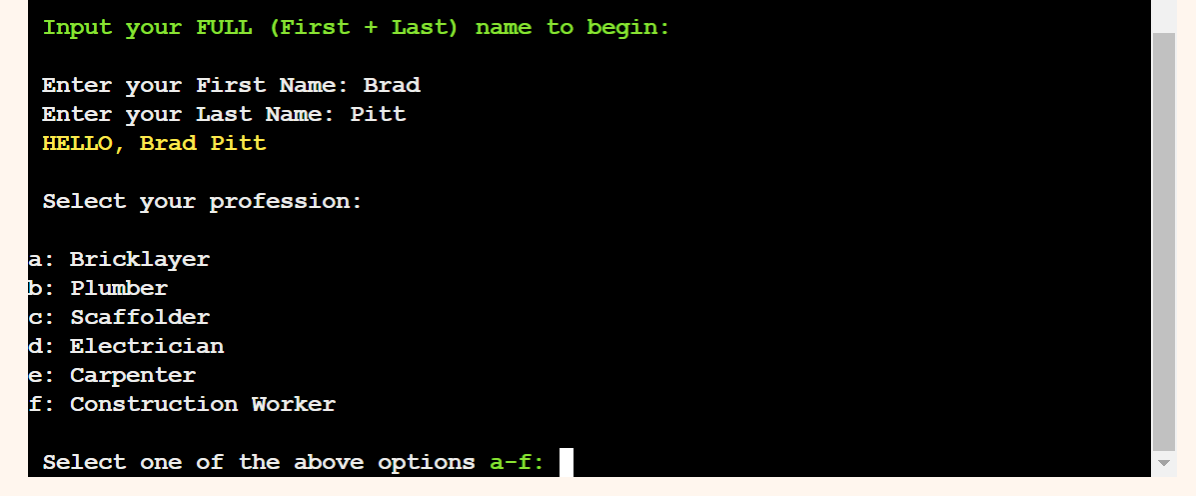 Input your FULL (First + Last) name to begin:
Enter your First Name: Brad
Enter your Last Name: Pitt
HELLO, Brad Pitt
Select your profession:
a: Bricklayer
b: Plumber
c: Scaffolder
d: Electrician
e: Carpenter
f: Construction Worker
Select one of the above options a-f: